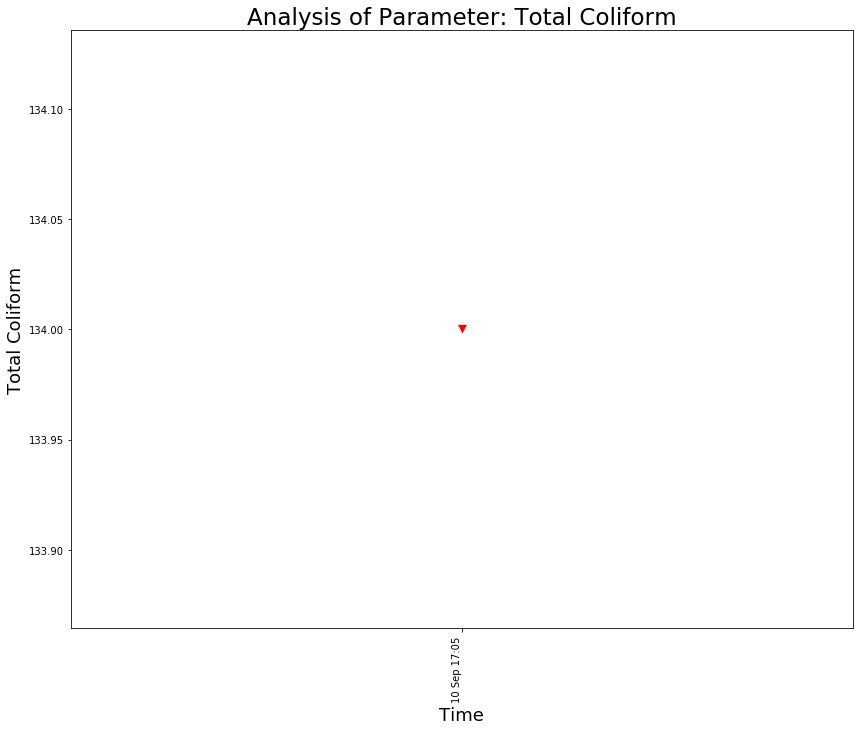 Analysis of Parameter: Total Coliform
134.10
134.05
134.00
133.95
133.90
Total Coliform
10 Sep 17:05
Time